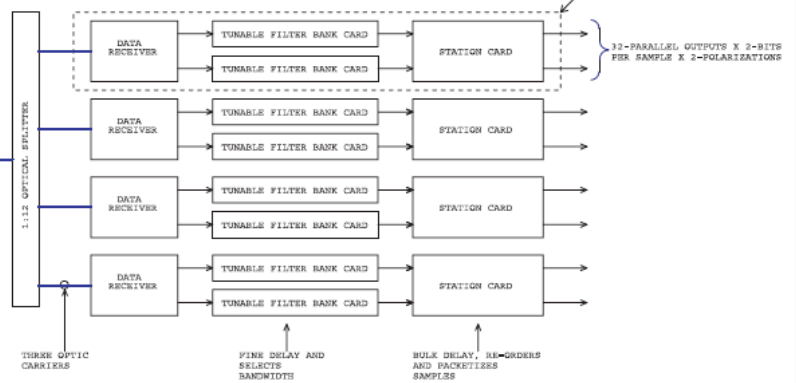 1:12 OPTICAL SPLITTER
DATA
RECEIVER
TUNABLE FILTER BANK CARD
TUNABLE FILTER BANK CARD
STATION CARD
32-PARALLEL OUTPUTS X 2-BITS
PER SAMPLE X 2-POLARIZATIONS
DATA
RECEIVER
TUNABLE FILTER BANK CARD
TUNABLE FILTER BANK CARD
STATION CARD
DATA
RECEIVER
TUNABLE FILTER BANK CARD
TUNABLE FILTER BANK CARD
STATION CARD
DATA
RECEIVER
TUNABLE FILTER BANK CARD
TUNABLE FILTER BANK CARD
STATION CARD
THREE OPTIC
CARRIERS
FINE DELAY AND
SELECTS
BANDWIDTH
BULK DELAY, RE-ORDERS
AND PACKETIZES
SAMPLES